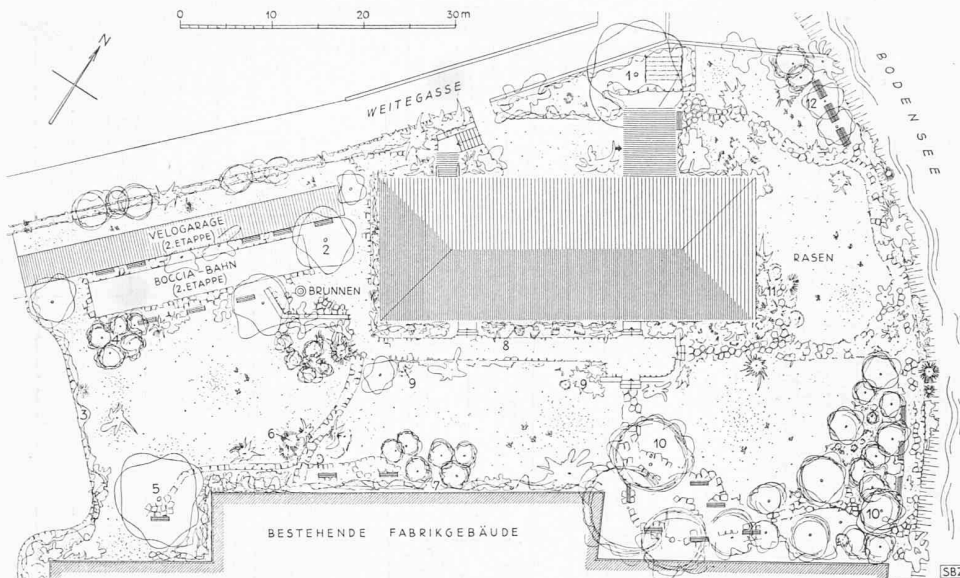 0 10 20 30 m
N
WEITEGASSE
BODENSEE
1
12
VELOGARAGE
(2. ETAPPE)
2
BOCCIA-BAHN
(2. ETAPPE)
BRUNNEN
RASEN
11
8
3
9
9
6
10
5
7
10
BESTEHENDE FABRIKGEBÄUDE
SBZ